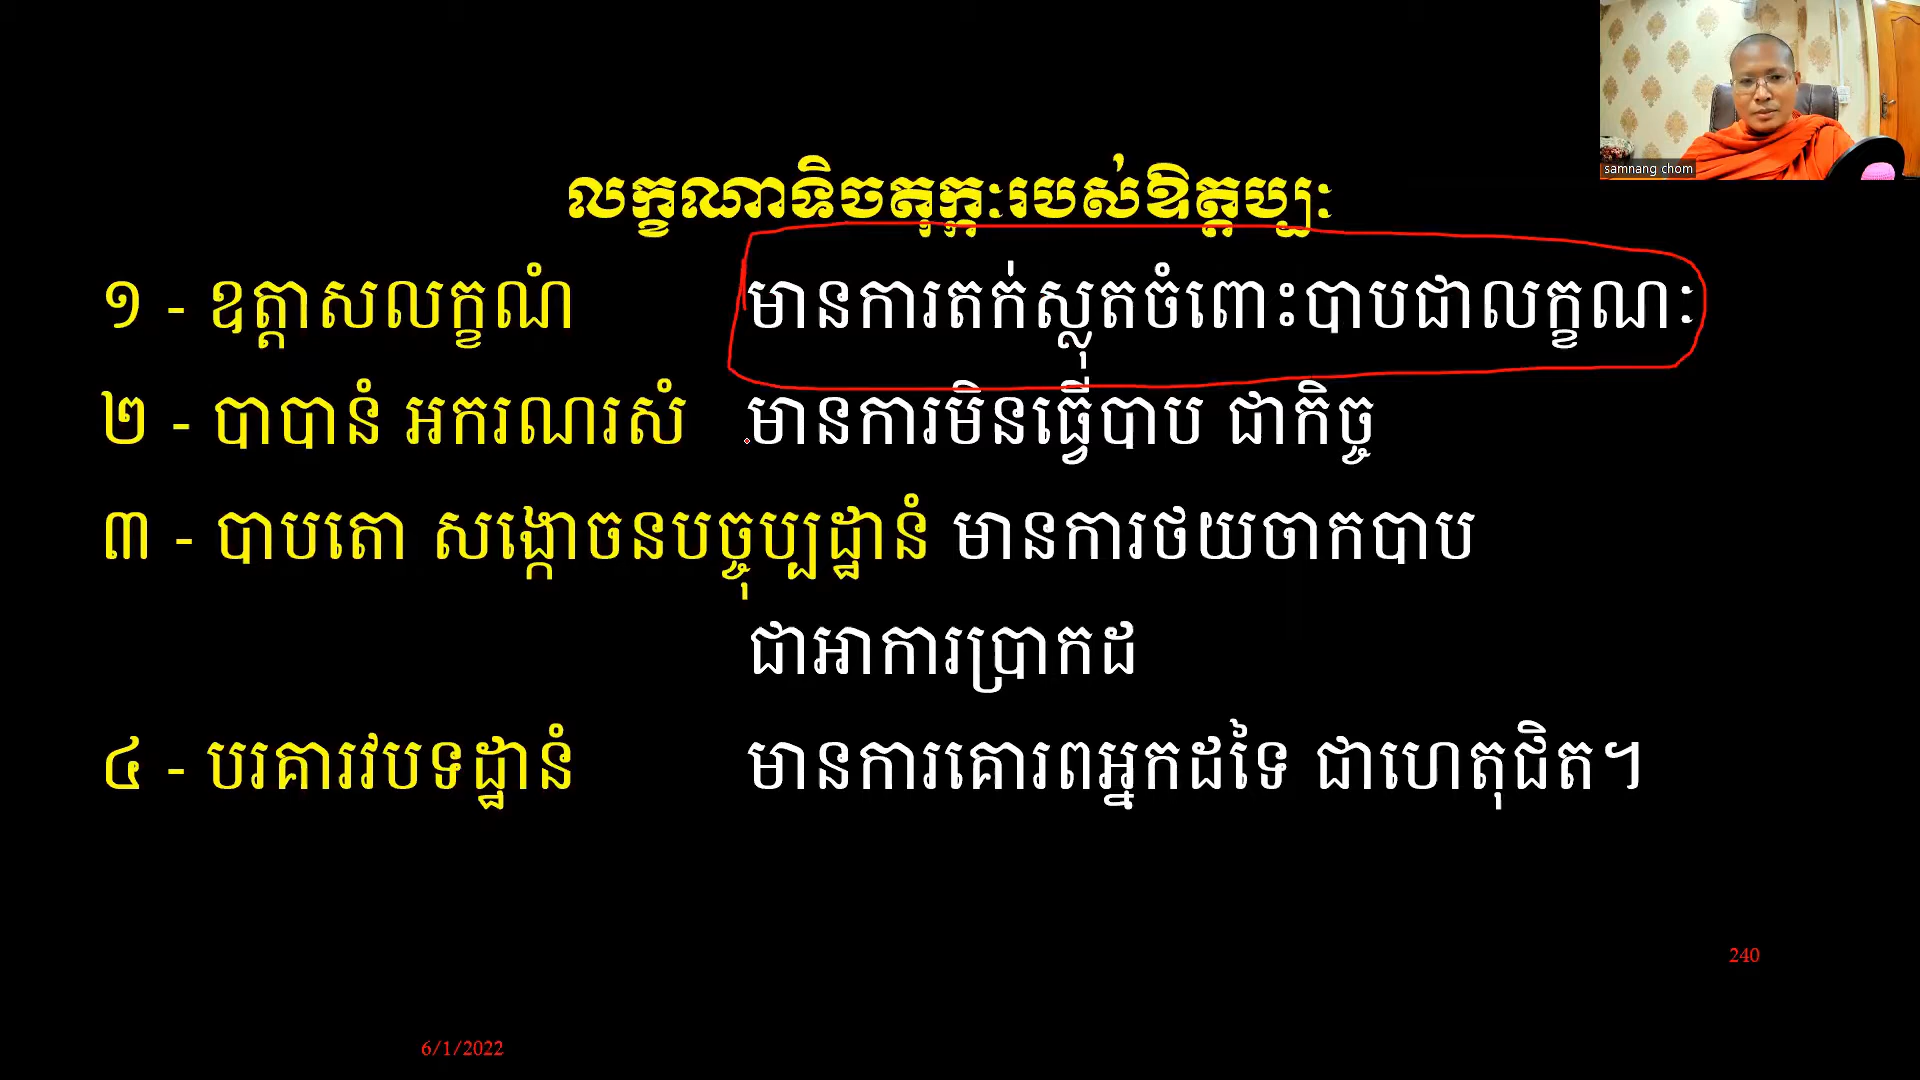 samnang chom
លក្ខណាទិចតុក្កៈរបស់ឱត្តប្បៈ
១ - ឧត្តាសលក្ខណំ មានការតក់ស្លុតចំពោះបាបជាលក្ខណៈ
២ - បាបានំ អករណរសំ មានការមិនធ្វើបាប ជាកិច្ច
៣ - បាបតោ សង្កោចនបច្ចុប្បដ្ឋានំ មានការថយចាកបាប
ជាអាការប្រាកដ
៤ - បរគារវបទដ្ឋានំ មានការគោរពអ្នកដទៃ ជាហេតុជិត។
240
6/1/2022